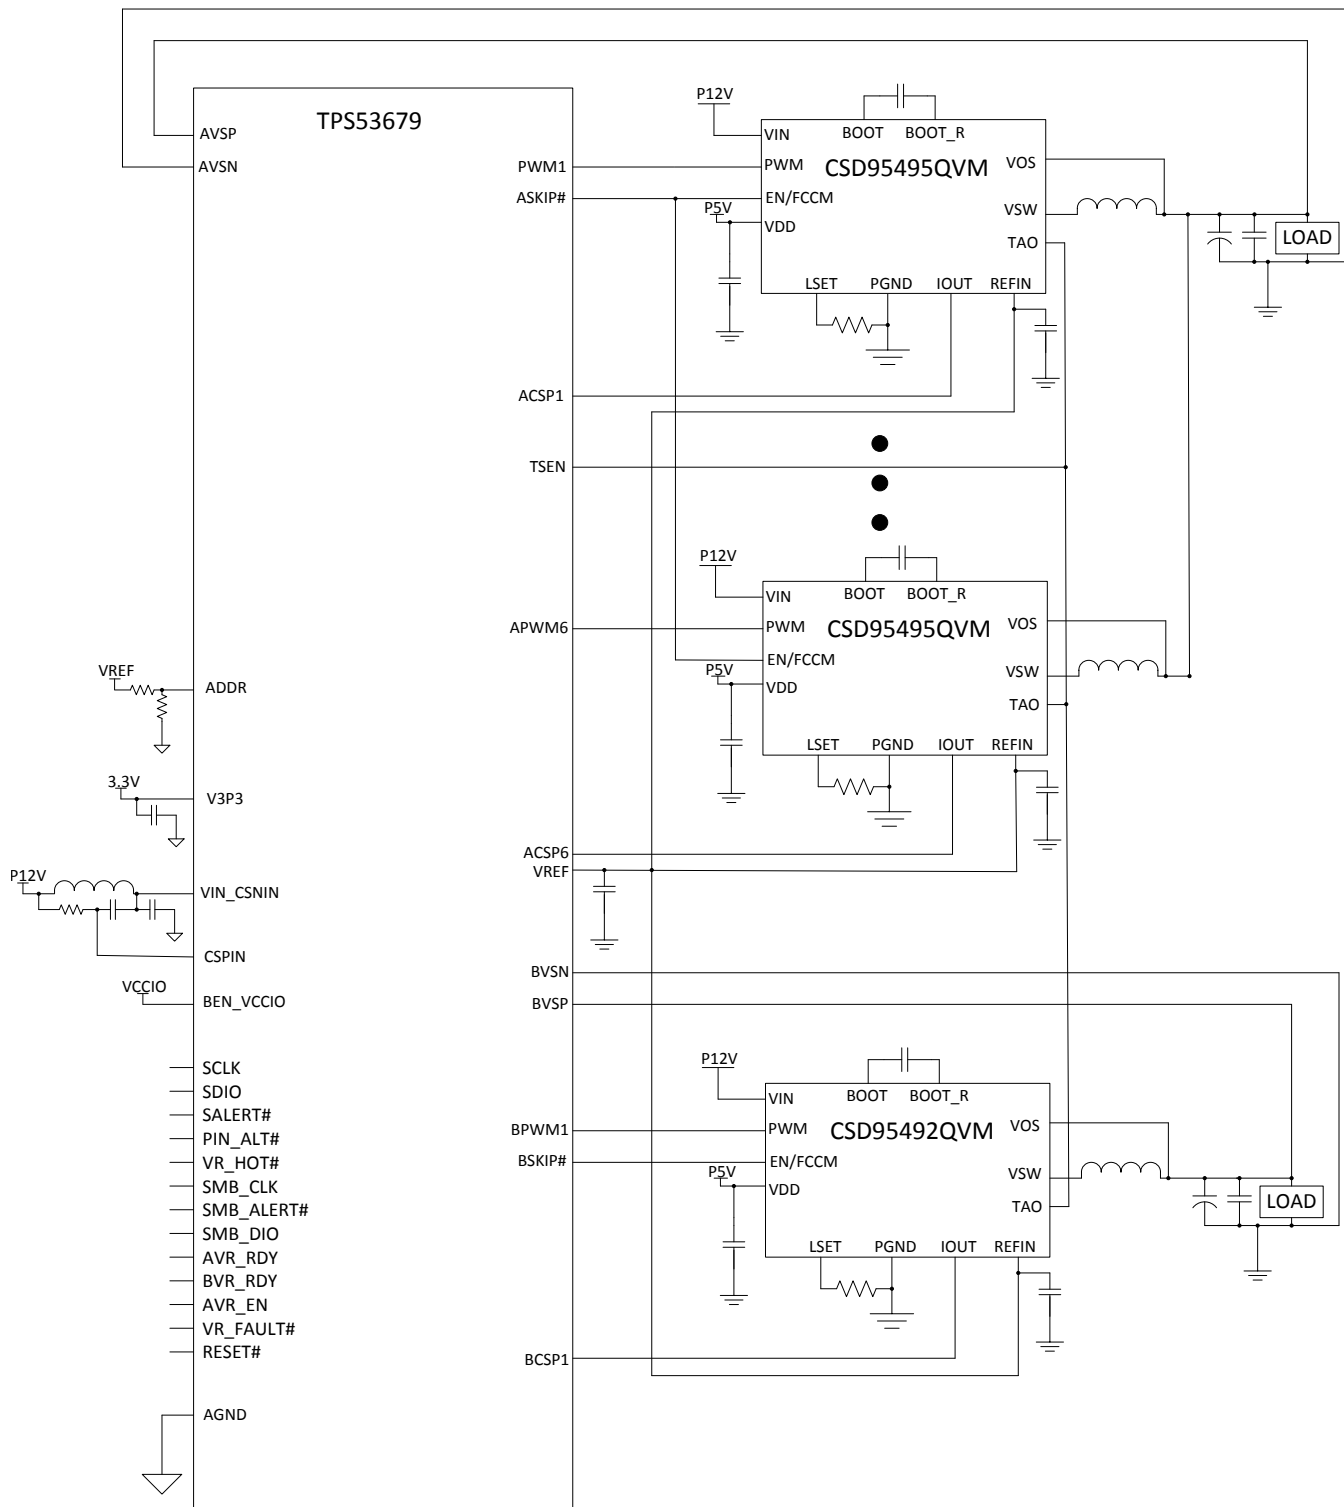 TPS53679
AVSP
AVSN
PWM1
ASKIP#
P12V
BOOT
BOOT_R
VIN
PWM
CSD95495QVM
EN/FCCM
P5V
VDD
VOS
VSW
TAO
LOAD
LSET
PGND
IOUT
REFIN
ACSP1
TSEN
P12V
BOOT
BOOT_R
VIN
APWM6
PWM
CSD95495QVM
EN/FCCM
P5V
VDD
VOS
VSW
TAO
LSET
PGND
IOUT
REFIN
VREF
ADDR
3.3V
V3P3
ACSP6
VREF
P12V
VIN_CSNIN
CSPIN
VCCIO
BEN_VCCIO
BVSN
BVSP
P12V
BOOT
BOOT_R
VIN
BPWM1
PWM
CSD95492QVM
BSKIP#
EN/FCCM
P5V
VDD
VOS
VSW
TAO
LOAD
LSET
PGND
IOUT
REFIN
SCLK
SDIO
SALERT#
PIN_ALT#
VR_HOT#
SMB_CLK
SMB_ALERT#
SMB_DIO
AVR_RDY
BVR_RDY
AVR_EN
VR_FAULT#
RESET#
BCSP1
AGND